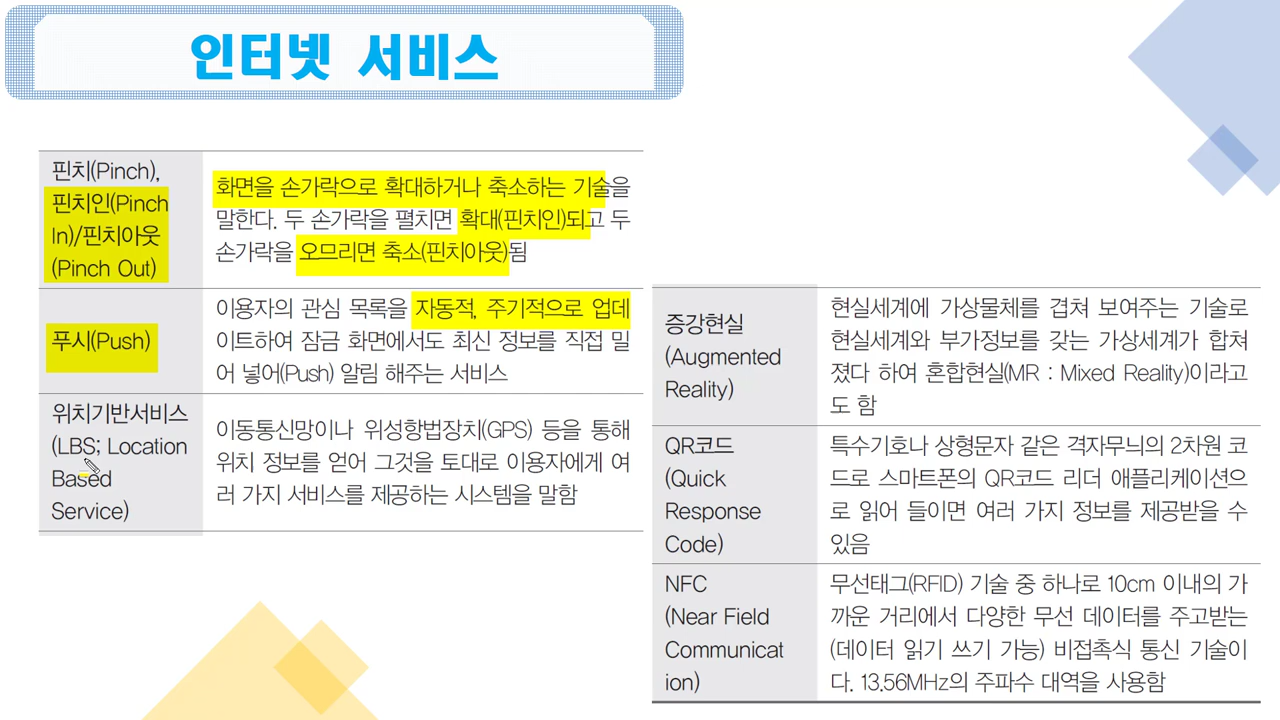 인터넷 서비스
핀치(Pinch),
핀치인(Pinch
In)/핀치아웃
(Pinch Out)
화면을 손가락으로 확대하거나 축소하는 기술을
말한다. 두 손가락을 펼치면 확대(핀치인)되고 두
손가락을 오므리면 축소(핀치아웃)됨
푸시(Push)
이용자의 관심 목록을 자동적, 주기적으로 업데
이트하여 잠금 화면에서도 최신 정보를 직접 밀
어 넣어(Push) 알림 해주는 서비스
위치기반서비스
(LBS; Location
Based
Service)
이동통신망이나 위성항법장치(GPS) 등을 통해
위치 정보를 얻어 그것을 토대로 이용자에게 여
러 가지 서비스를 제공하는 시스템을 말함
증강현실
(Augmented
Reality)
현실세계에 가상물체를 겹쳐 보여주는 기술로
현실세계와 부가정보를 갖는 가상세계가 합쳐
졌다 하여 혼합현실(MR : Mixed Reality)이라고
도 함
QR코드
(Quick
Response
Code)
특수기호나 상형문자 같은 격자무늬의 2차원 코
드로 스마트폰의 QR코드 리더 애플리케이션으
로 읽어 들이면 여러 가지 정보를 제공받을 수
있음
NFC
(Near Field
Communicat
ion)
무선태그(RFID) 기술 중 하나로 10cm 이내의 가
까운 거리에서 다양한 무선 데이터를 주고받는
(데이터 읽기 쓰기 가능) 비접촉식 통신 기술이
다. 13.56MHz의 주파수 대역을 사용함